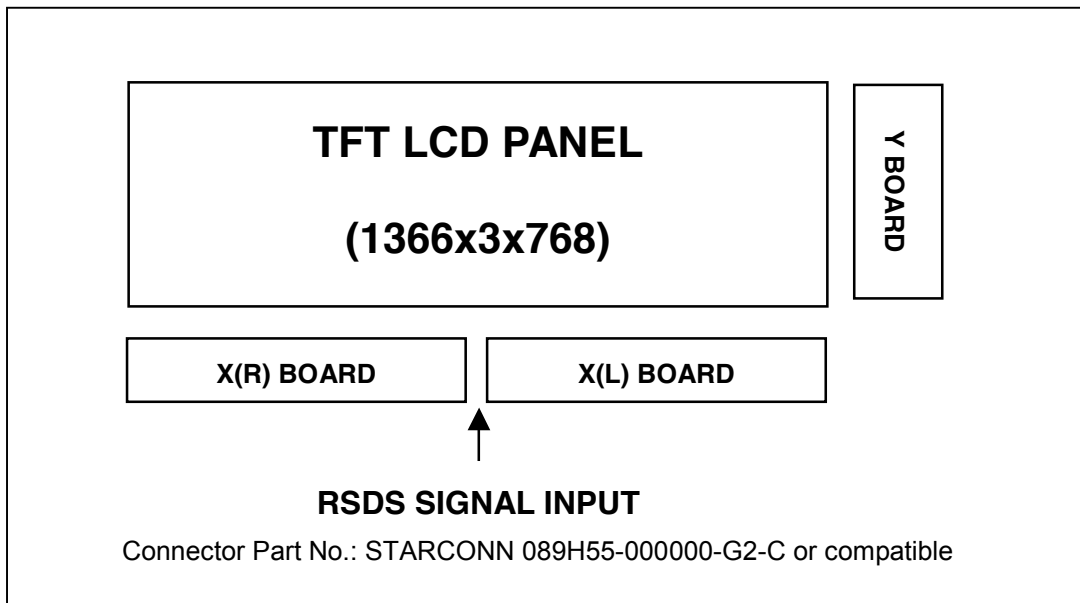 TFT LCD PANEL
(1366x3x768)
Y BOARD
X(R) BOARD
X(L) BOARD
RSDS SIGNAL INPUT
Connector Part No.: STARCONN 089H55-000000-G2-C or compatible